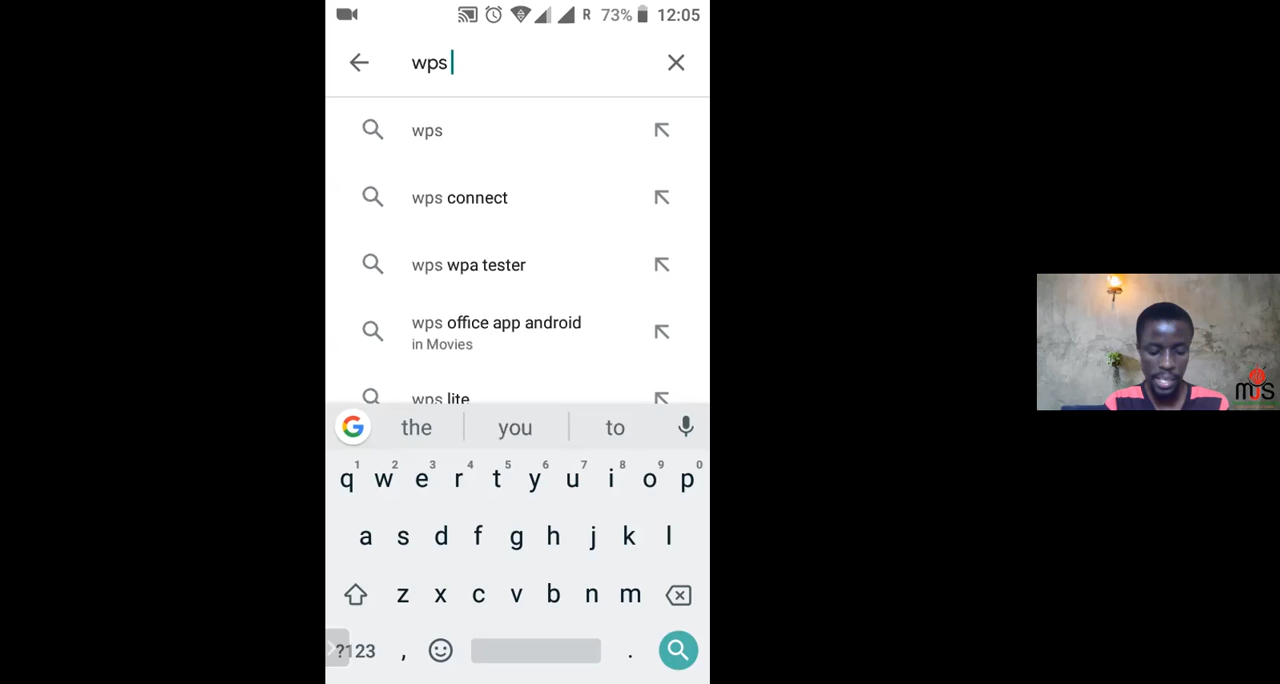 R 73% 12:05
wps
wps
wps connect
wps wpa tester
wps office app android
in Movies
wps lite
the you to
1 2 3 4 5 6 7 8 9 0
q w e r t y u i o p
a s d f g h j k l
z x c v b n m
?123 , .
MJS